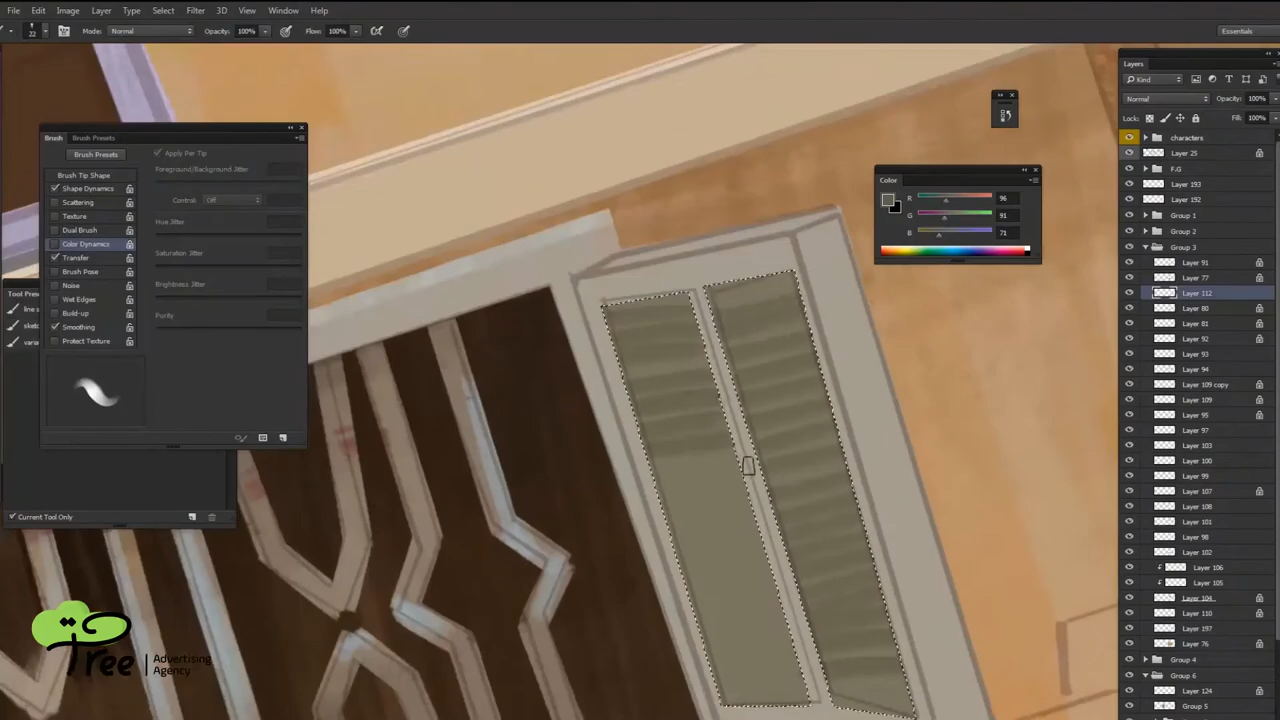 File Edit Image Layer Type Select Filter 3D View Window Help
22 Mode: Normal Opacity: 100% Flow: 100% Essentials
Brush Brush Presets
Brush Presets Apply Per Tip
Foreground/Background Jitter
Brush Tip Shape
Shape Dynamics
Scattering Control: Off
Texture
Hue Jitter
Dual Brush
Color Dynamics
Saturation Jitter
Transfer
Brush Pose
Brightness Jitter
Noise
Wet Edges
Purity
Build-up
Smoothing
Protect Texture
Current Tool Only
Color
R 96
G 91
B 71
Layers
Kind
Normal Opacity: 100%
Lock: Fill: 100%
characters
Layer 25
F.G
Layer 193
Layer 192
Group 1
Group 2
Group 3
Layer 91
Layer 77
Layer 112
Layer 80
Layer 81
Layer 92
Layer 93
Layer 94
Layer 109 copy
Layer 109
Layer 95
Layer 97
Layer 103
Layer 100
Layer 99
Layer 107
Layer 108
Layer 101
Layer 98
Layer 102
Layer 106
Layer 105
Layer 104
Layer 110
Layer 197
Layer 76
Group 4
Group 6
Layer 124
Group 5
Tree Advertising
Agency